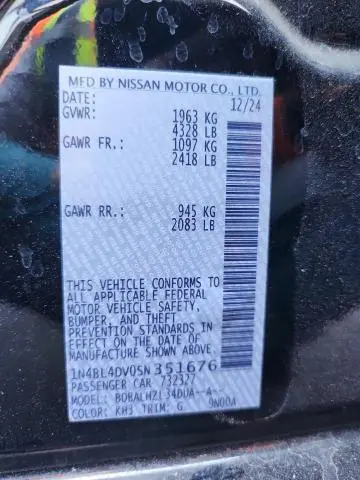 MFD BY NISSAN MOTOR CO., LTD.
DATE: 12/24
GVWR: 1963 KG
4328 LB
GAWR FR.: 1097 KG
2418 LB
GAWR RR.: 945 KG
2083 LB
THIS VEHICLE CONFORMS TO
ALL APPLICABLE FEDERAL
MOTOR VEHICLE SAFETY,
BUMPER, AND THEFT
PREVENTION STANDARDS
IN EFFECT ON THE DATE OF
MANUFACTURE SHOWN ABOVE.
1N4BL4DV0SN351676
PASSENGER CAR 732327
MODEL: BDBALHZL34DUA--A--
COLOR: KH3 TRIM: G 9N00A